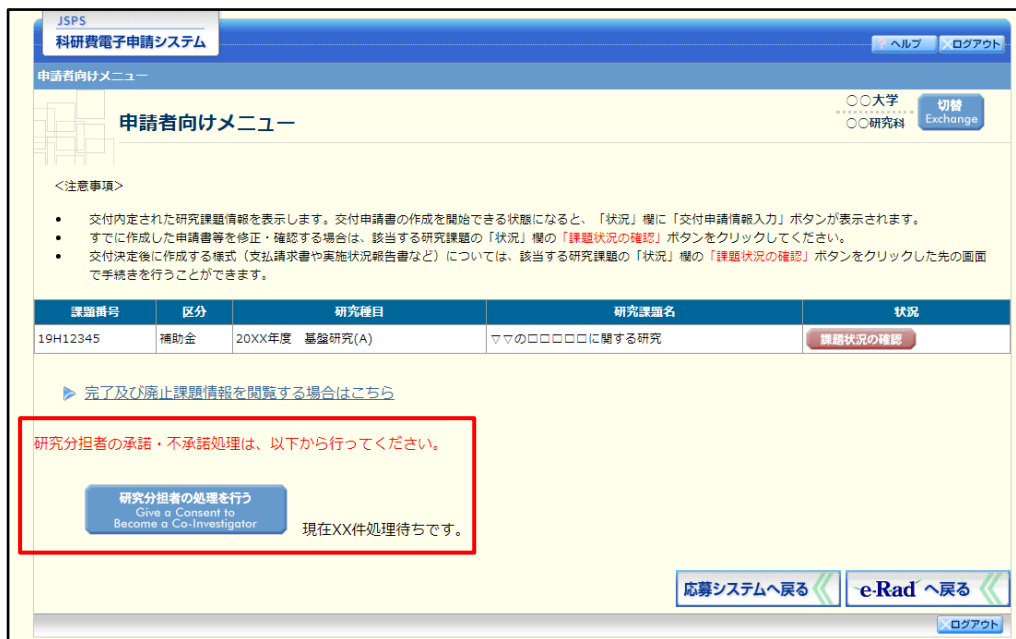 JSPS
科研費電子申請システム
? ヘルプ
×ログアウト
申請者向けメニュー
申請者向けメニュー
○○大学
○○研究科
切替
Exchange
<注意事項>
• 交付内定された研究課題情報を表示します。交付申請書の作成を開始できる状態になると、「状況」欄に「交付申請情報入力」ボタンが表示されます。
• すでに作成した申請書等を修正・確認する場合は、該当する研究課題の「状況」欄の「課題状況の確認」ボタンをクリックしてください。
• 交付決定後に作成する様式（支払請求書や実施状況報告書など）については、該当する研究課題の「状況」欄の「課題状況の確認」ボタンをクリックした先の画面
で手続きを行うことができます。
課題番号 区分 研究種目 研究課題名 状況
19H12345 補助金 20XX年度 基盤研究(A) ▽▽の□□□□□に関する研究 課題状況の確認
完了及び廃止課題情報を閲覧する場合はこちら
研究分担者の承諾・不承諾処理は、以下から行ってください。
研究分担者の処理を行う
Give a Consent to
Become a Co-Investigator
現在XX件処理待ちです。
応募システムへ戻る
e-Rad へ戻る
×ログアウト